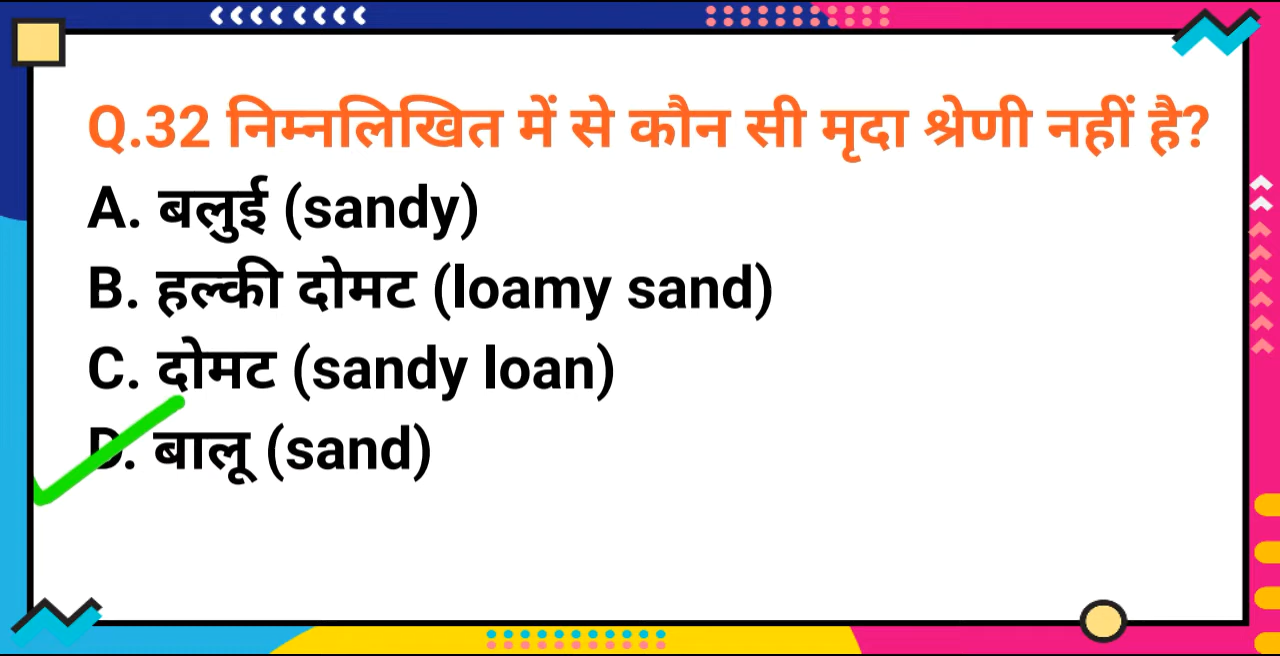 Q.32 निम्नलिखित में से कौन सी मृदा श्रेणी नहीं है?
A. बलुई (sandy)
B. हल्की दोमट (loamy sand)
C. दोमट (sandy loan)
D. बालू (sand)